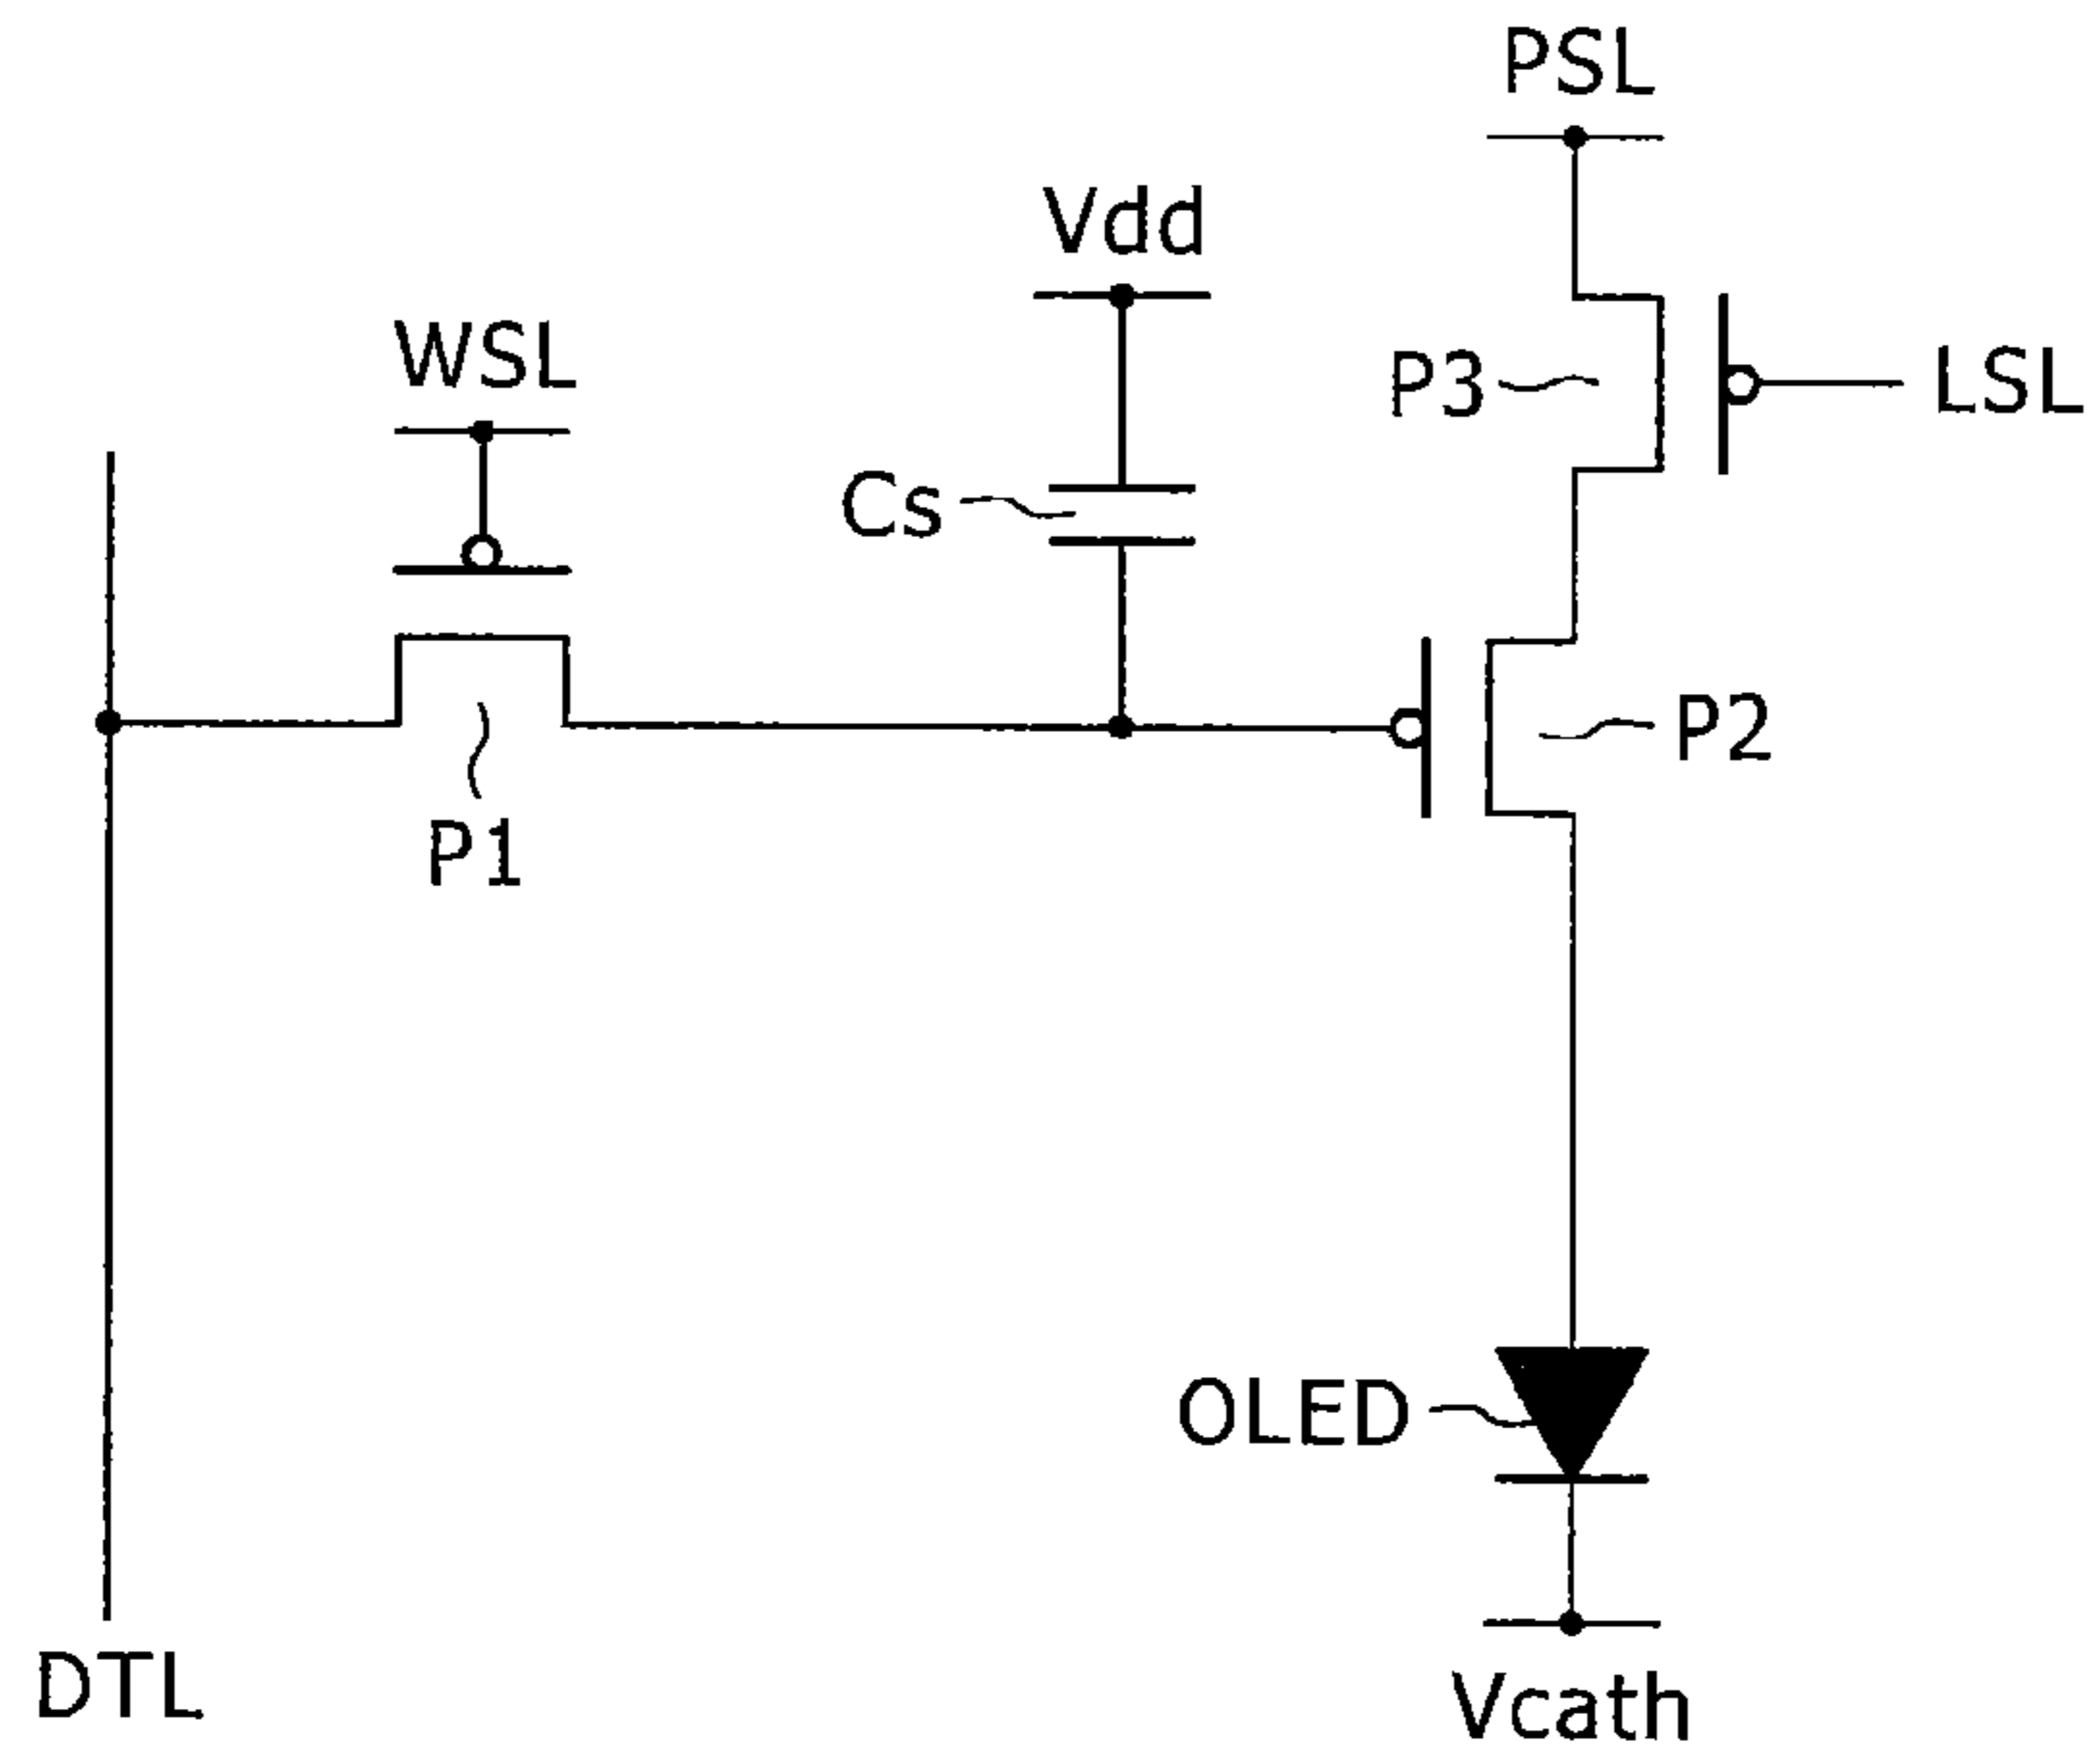 PSL
Vdd
WSL
P3
LSL
Cs
P2
P1
OLED
DTL
Vcath